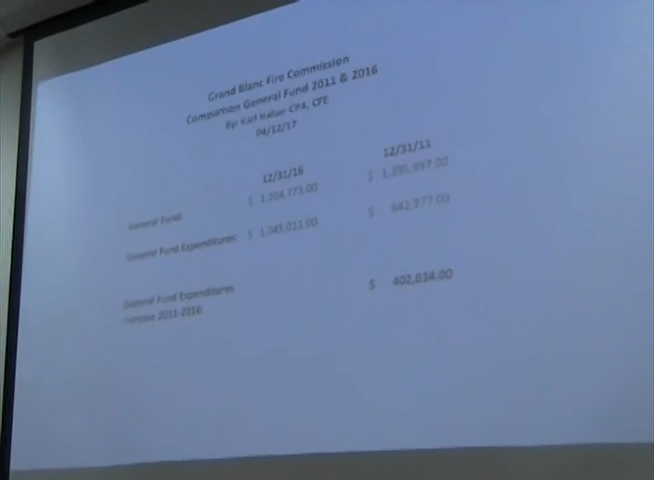 Grand Blanc Fire Commission
Comparison General Fund 2011 & 2016
By: Karl Haiser CPA, CFE
04/12/17
12/31/16 12/31/11
General Fund: $ 1,204,773.00 $ 1,395,997.00
General Fund Expenditures: $ 1,045,011.00 $ 642,977.00
General Fund Expenditures $ 402,034.00
Increase 2011-2016